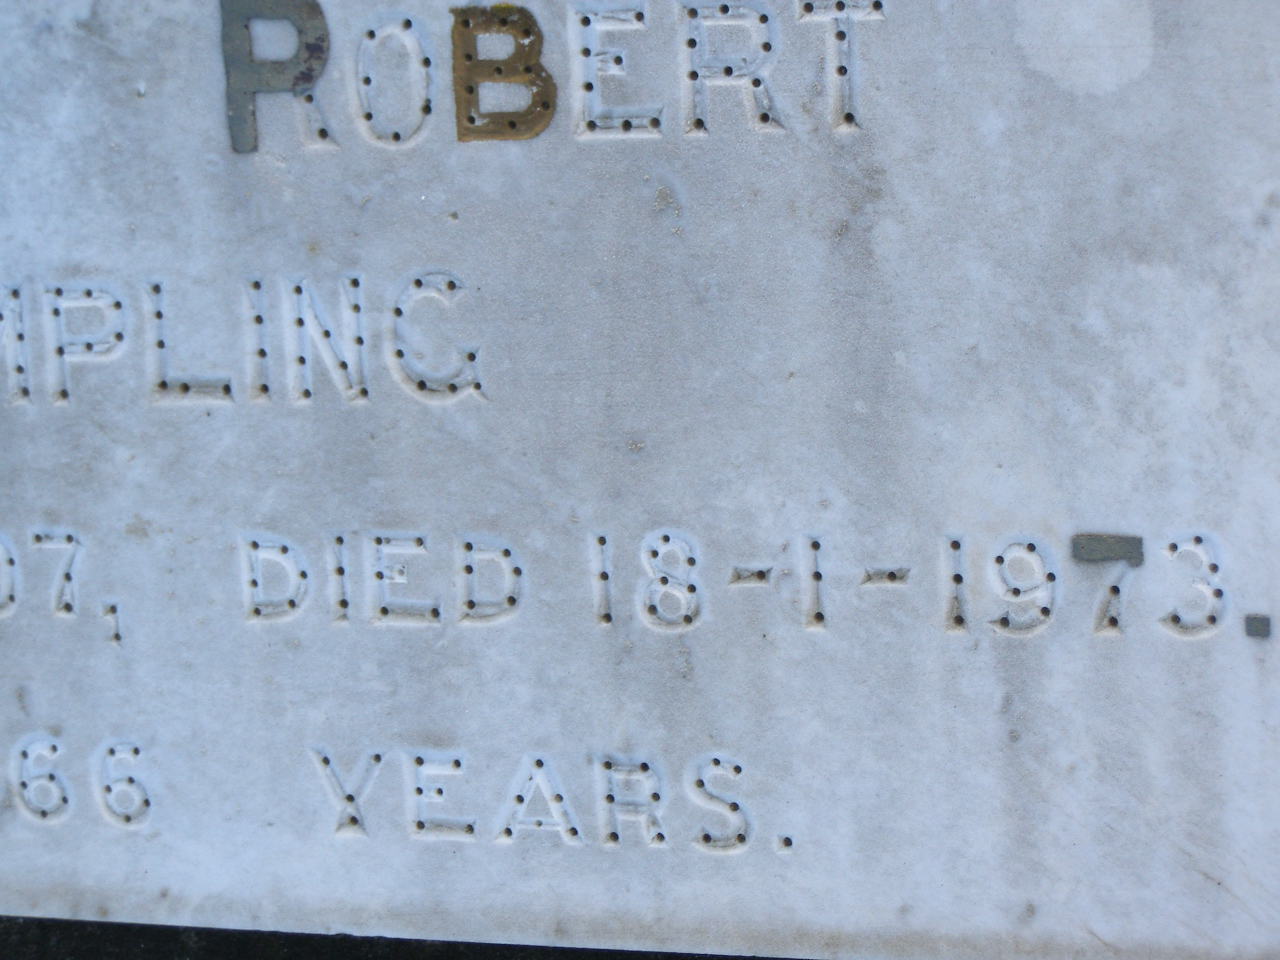 ROBERT
MPLING
07, DIED 18-1-1973.
66 YEARS.